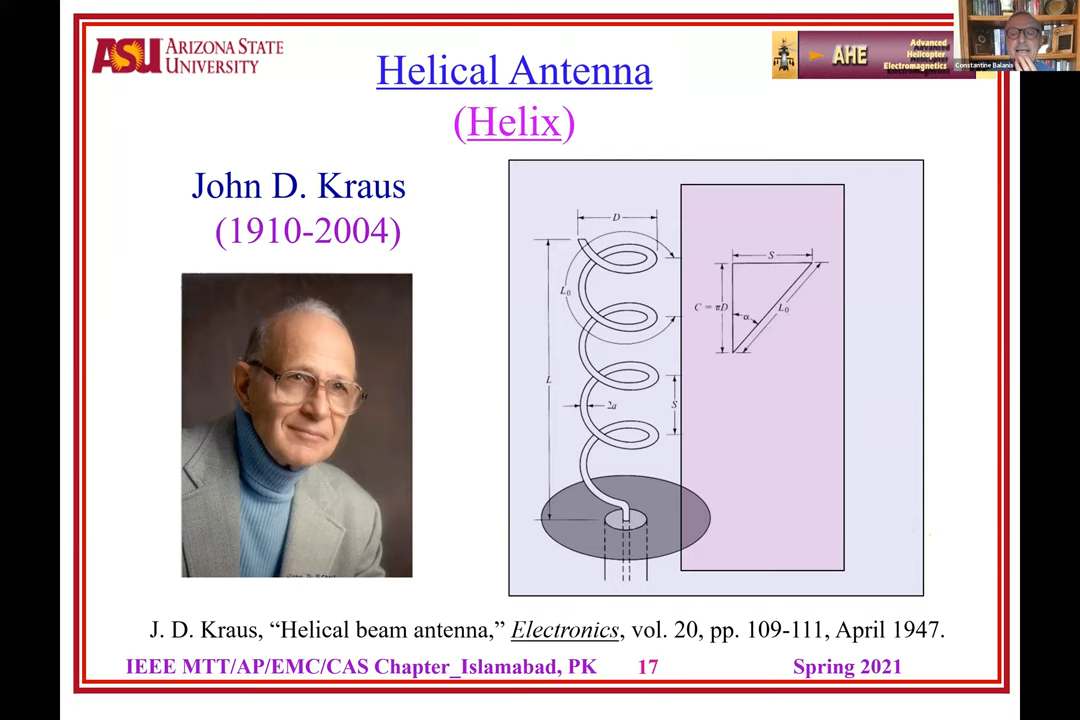 ASU ARIZONA STATE
UNIVERSITY
Helical Antenna
(Helix)
AHE
Advanced
Helicopter
Electromagnetics
Constantine Balanis
John D. Kraus
(1910-2004)
D
L₀
L
2a
S
S
C = πD
α
L₀
J. D. Kraus, “Helical beam antenna,” Electronics, vol. 20, pp. 109-111, April 1947.
IEEE MTT/AP/EMC/CAS Chapter_Islamabad, PK 17 Spring 2021